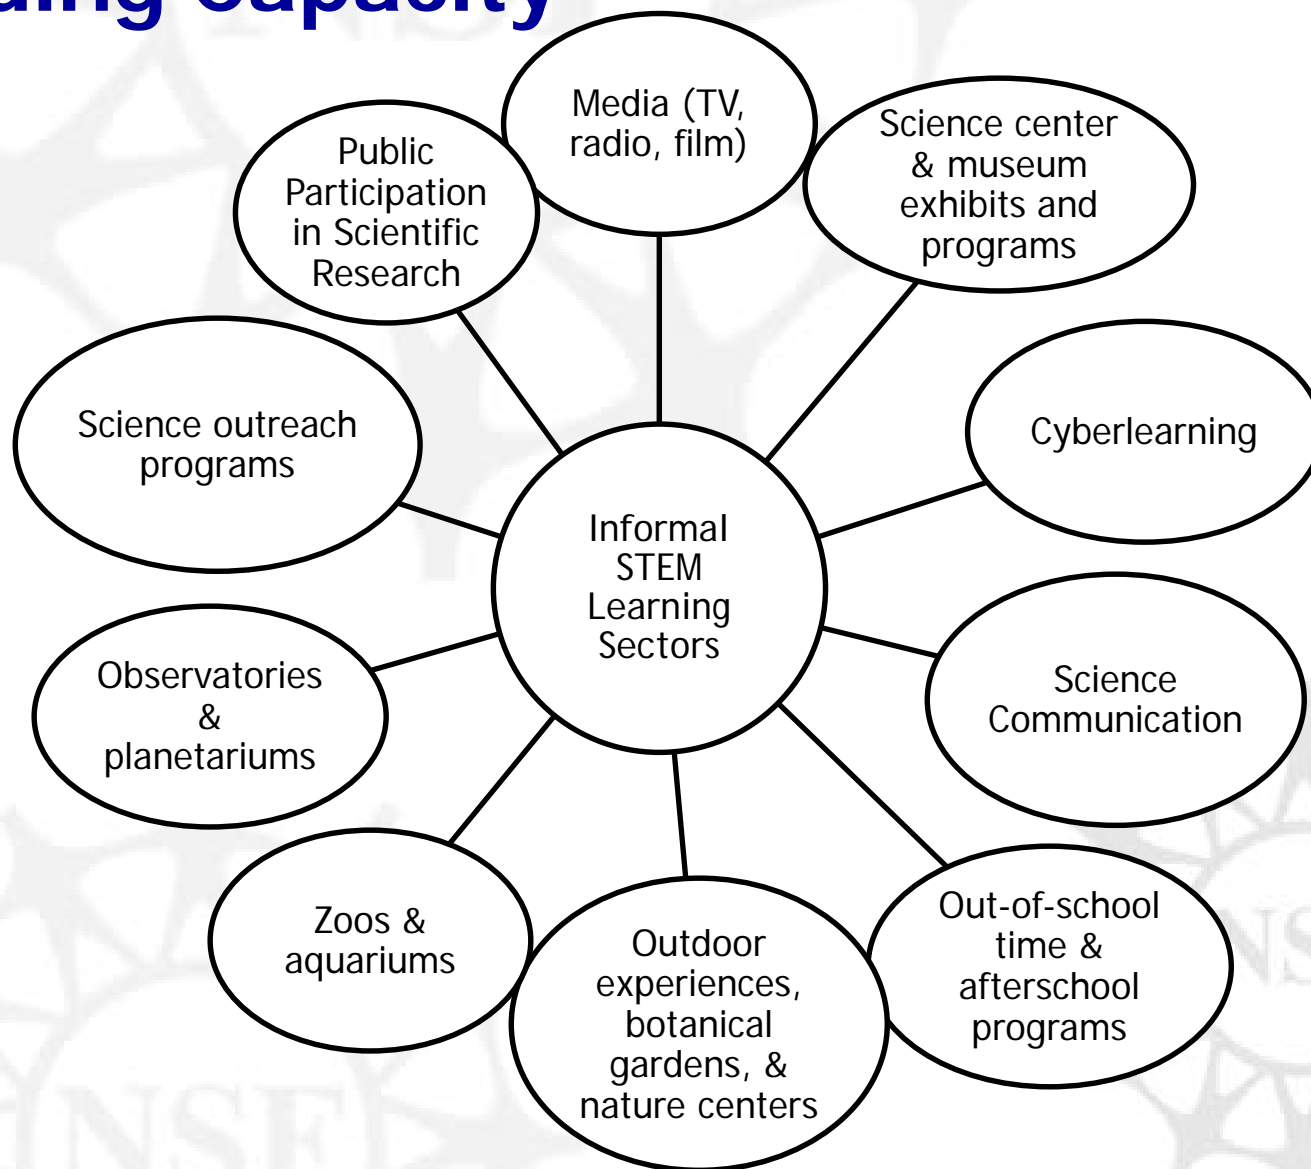 capacity
Media (TV,
radio, film)
Science center
& museum
exhibits and
programs
Cyberlearning
Science
Communication
Out-of-school
time &
afterschool
programs
Outdoor
experiences,
botanical
gardens, &
nature centers
Zoos &
aquariums
Observatories
&
planetariums
Science outreach
programs
Public
Participation
in Scientific
Research
Informal
STEM
Learning
Sectors
NSF